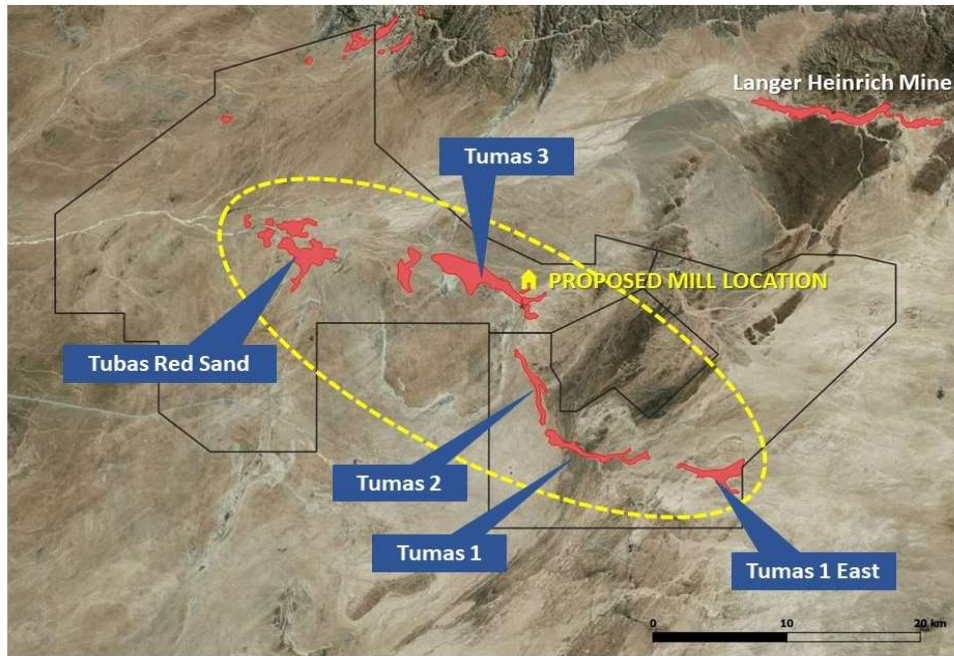 Langer Heinrich Mine
Tumas 3
PROPOSED MILL LOCATION
Tubas Red Sand
Tumas 2
Tumas 1
Tumas 1 East
0 10 20 km